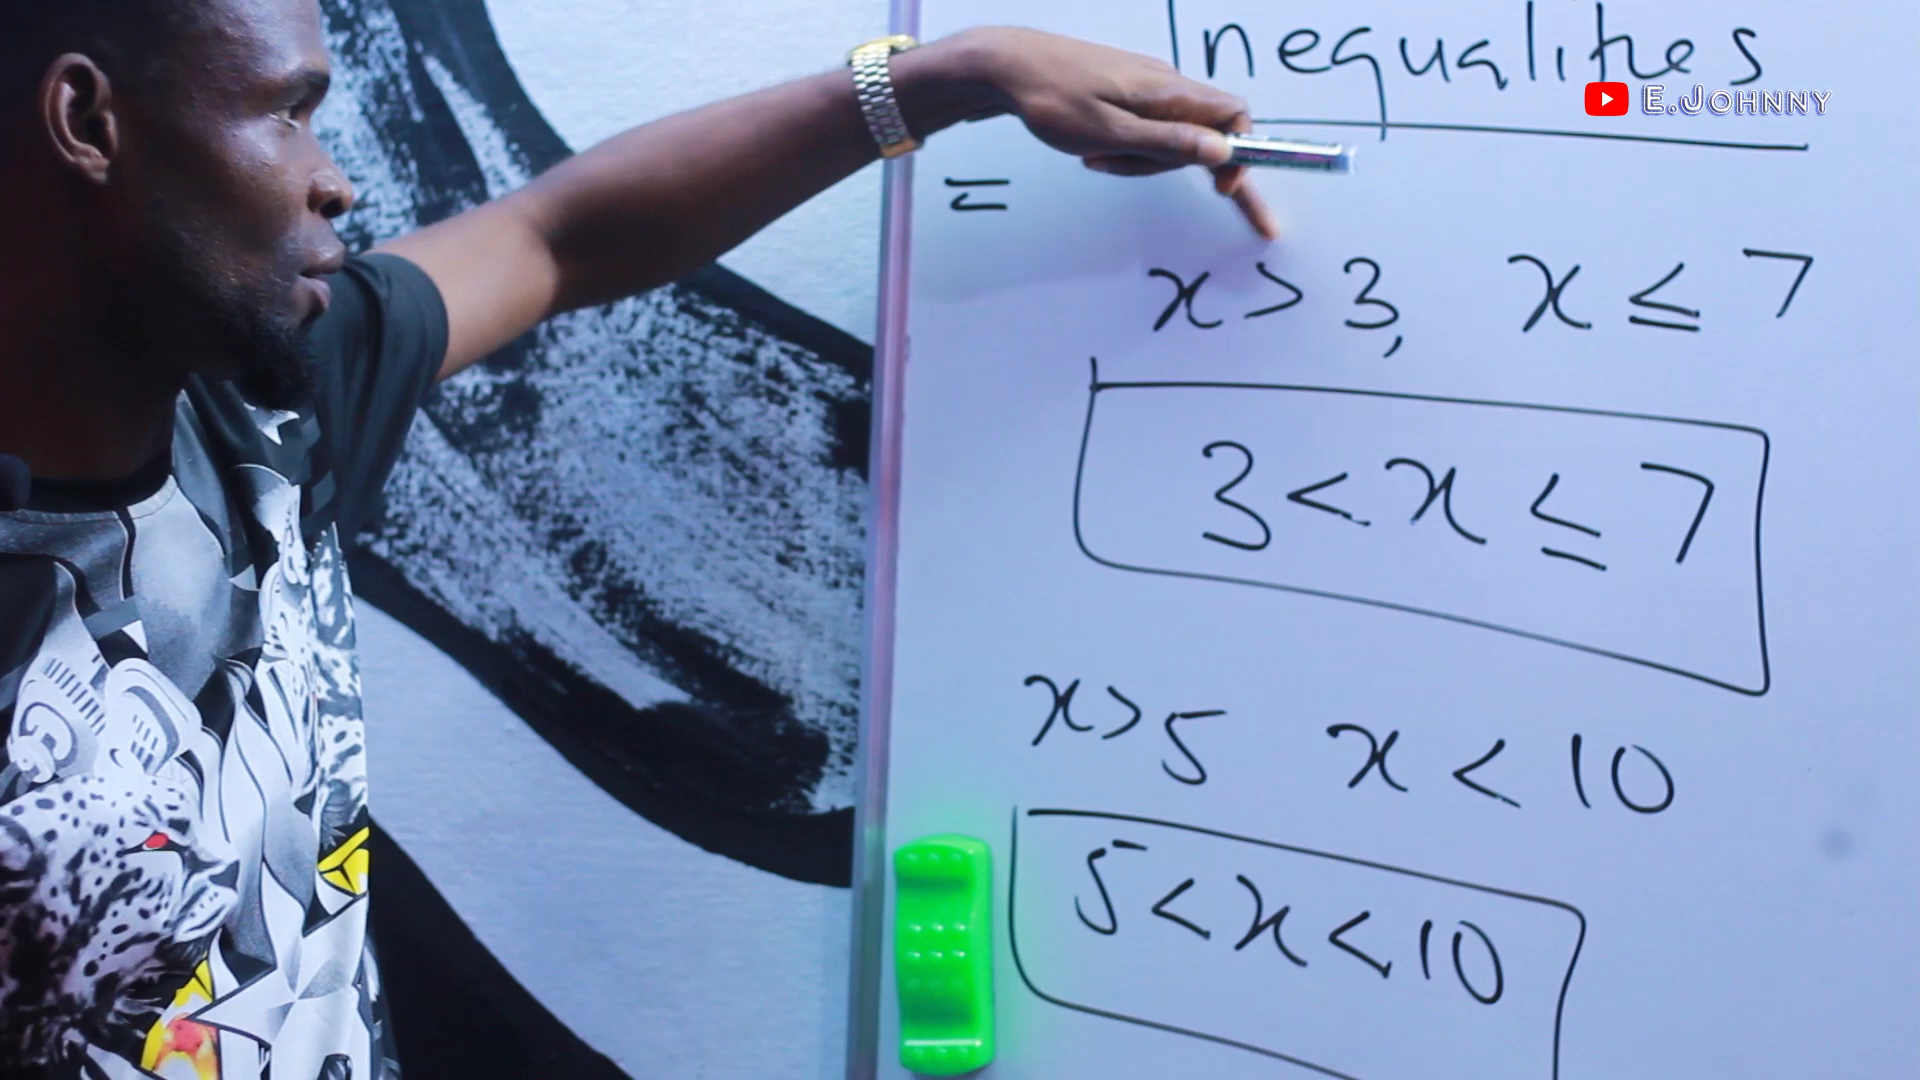 Inequalities
E.Johnny
=
x > 3, x ≤ 7
3 < x ≤ 7
x > 5 x < 10
5 < x < 10